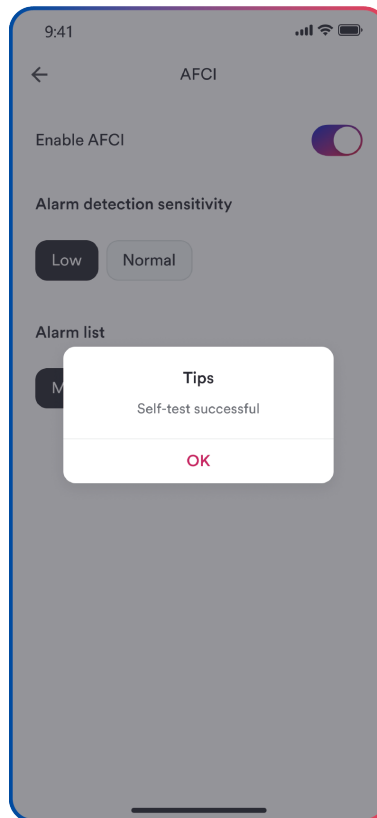 9:41
AFCI
Enable AFCI
Alarm detection sensitivity
Low Normal
Alarm list
Tips
Self-test successful
OK